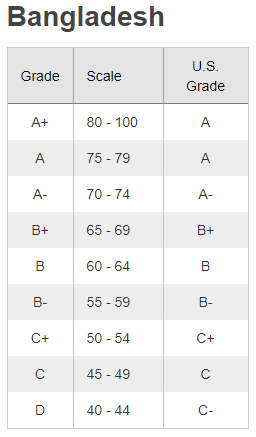 Bangladesh
Grade Scale U.S. Grade
A+ 80 - 100 A
A 75 - 79 A
A- 70 - 74 A-
B+ 65 - 69 B+
B 60 - 64 B
B- 55 - 59 B-
C+ 50 - 54 C+
C 45 - 49 C
D 40 - 44 C-